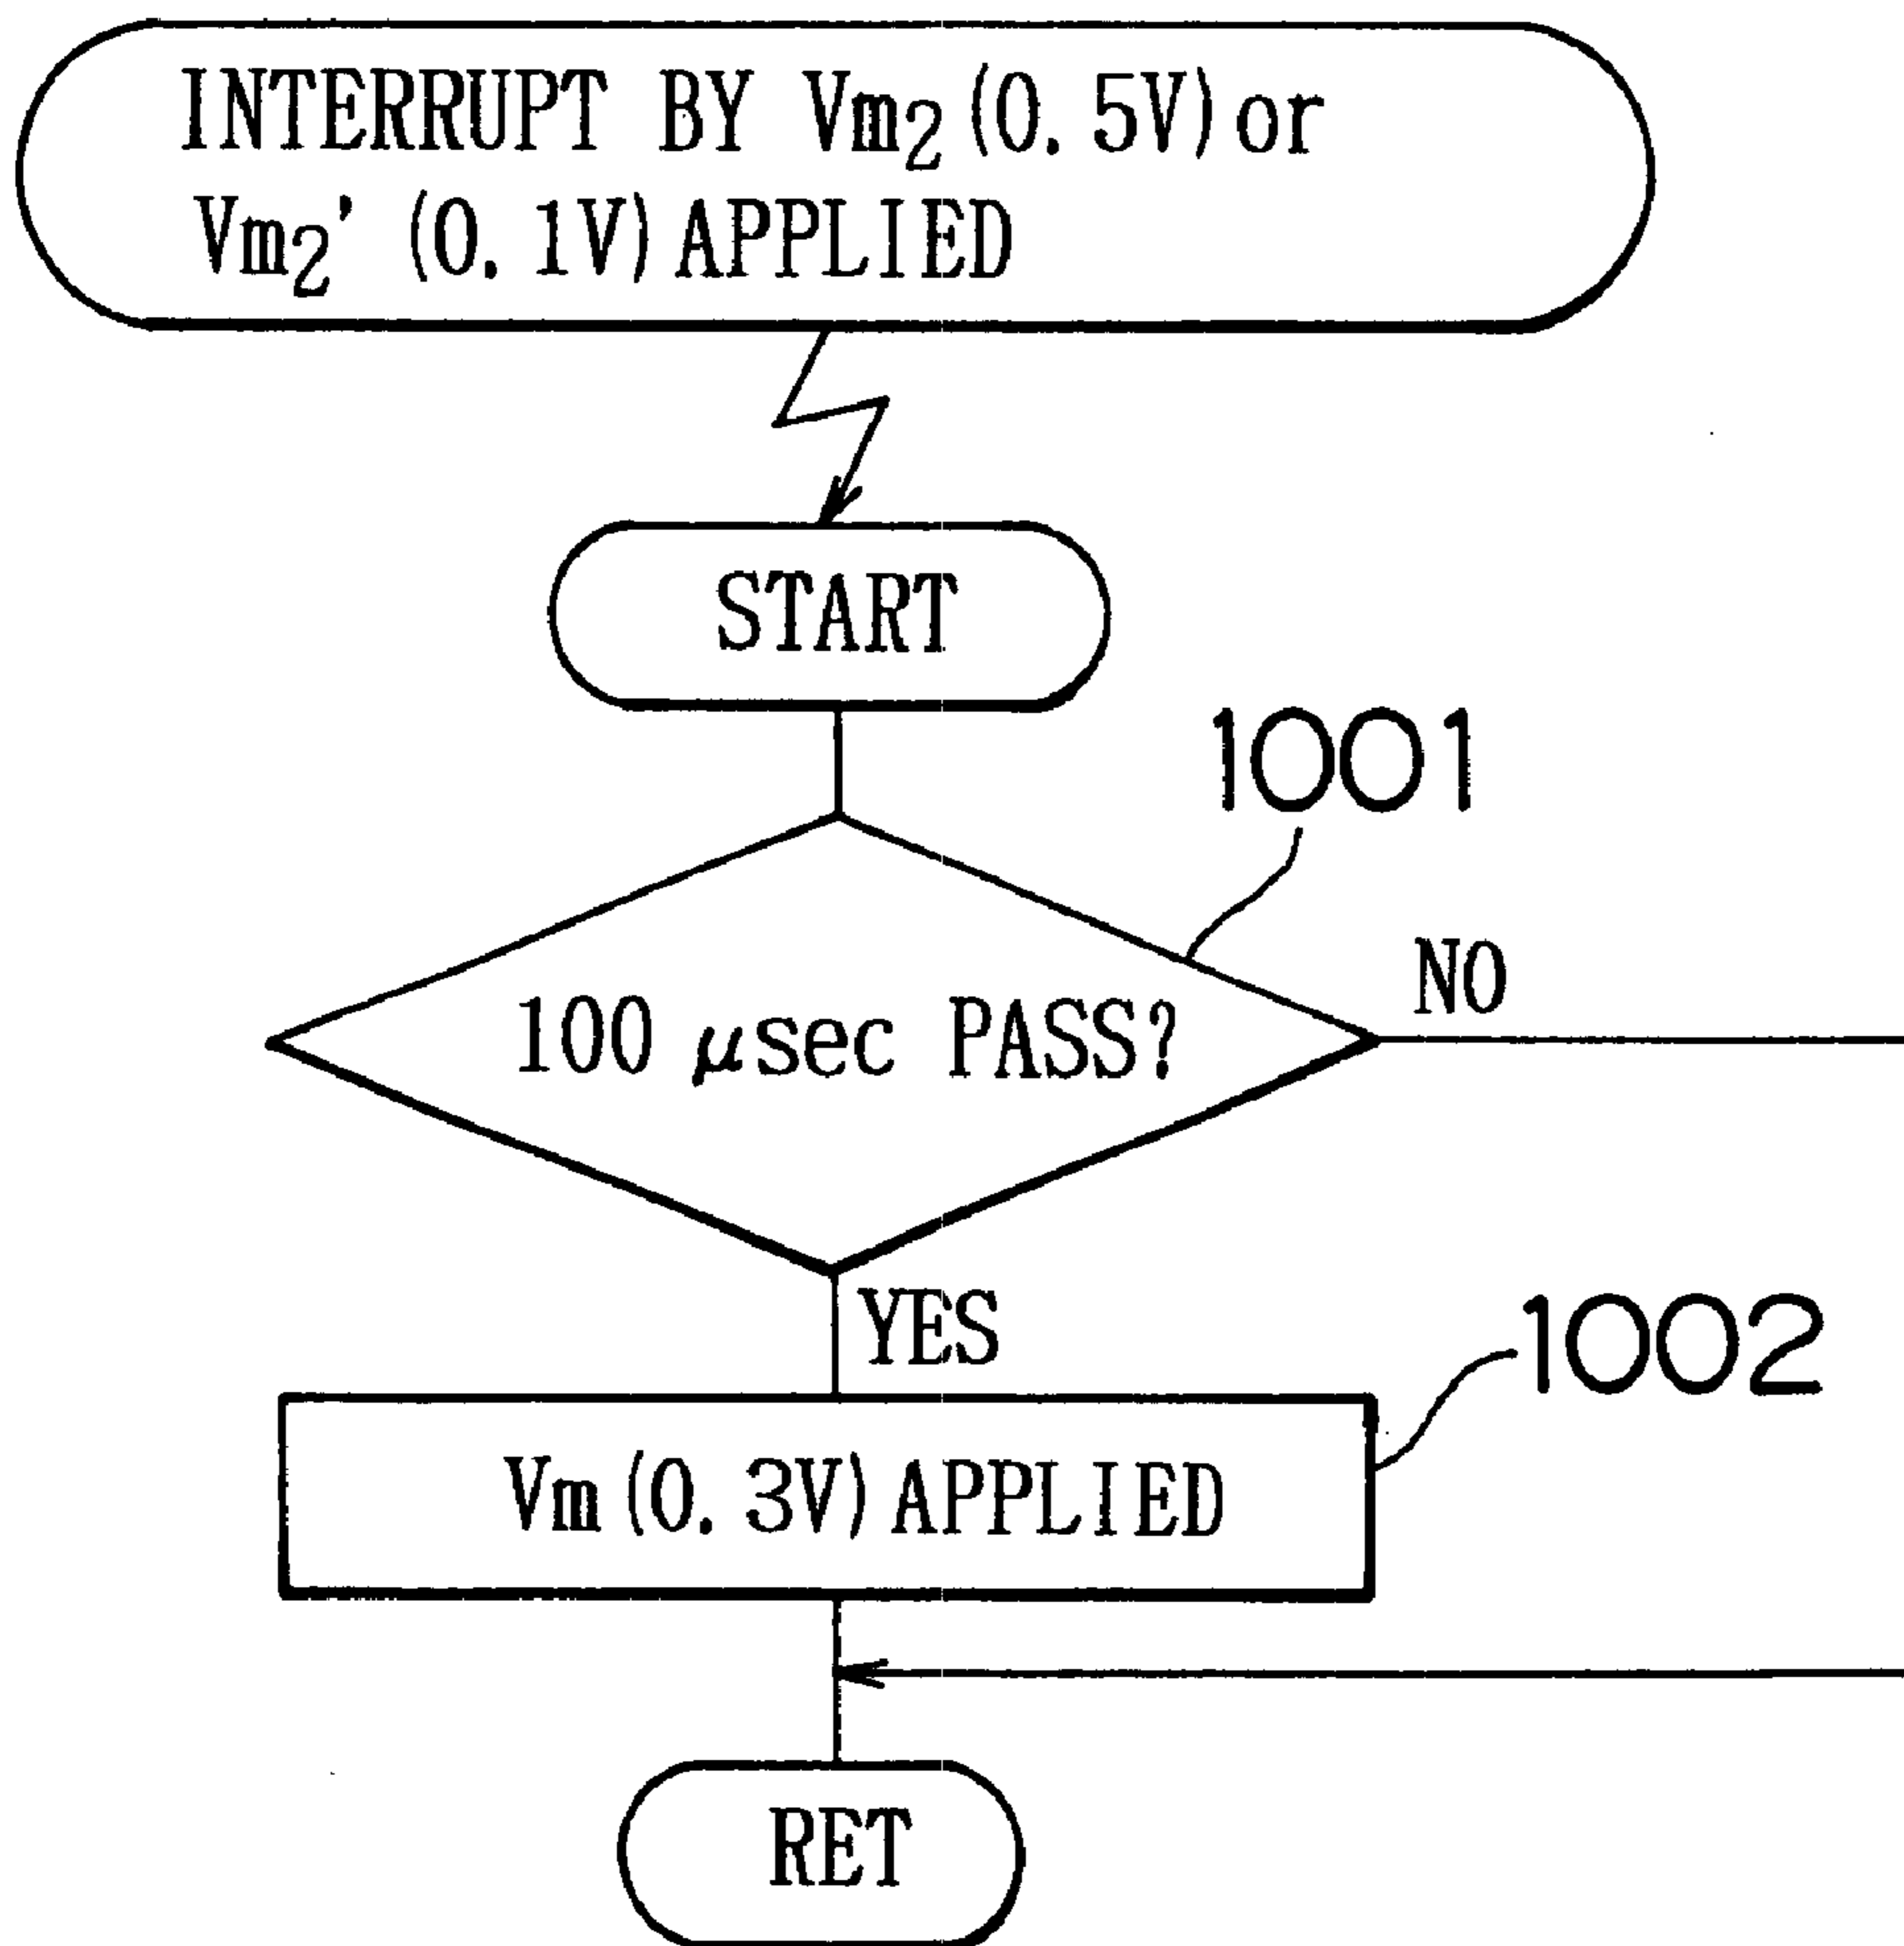 INTERRUPT BY Vm₂(0.5V)or
Vm₂'(0.1V)APPLIED
START
1001
100 μsec PASS?
NO
YES
1002
Vm(0.3V)APPLIED
RET